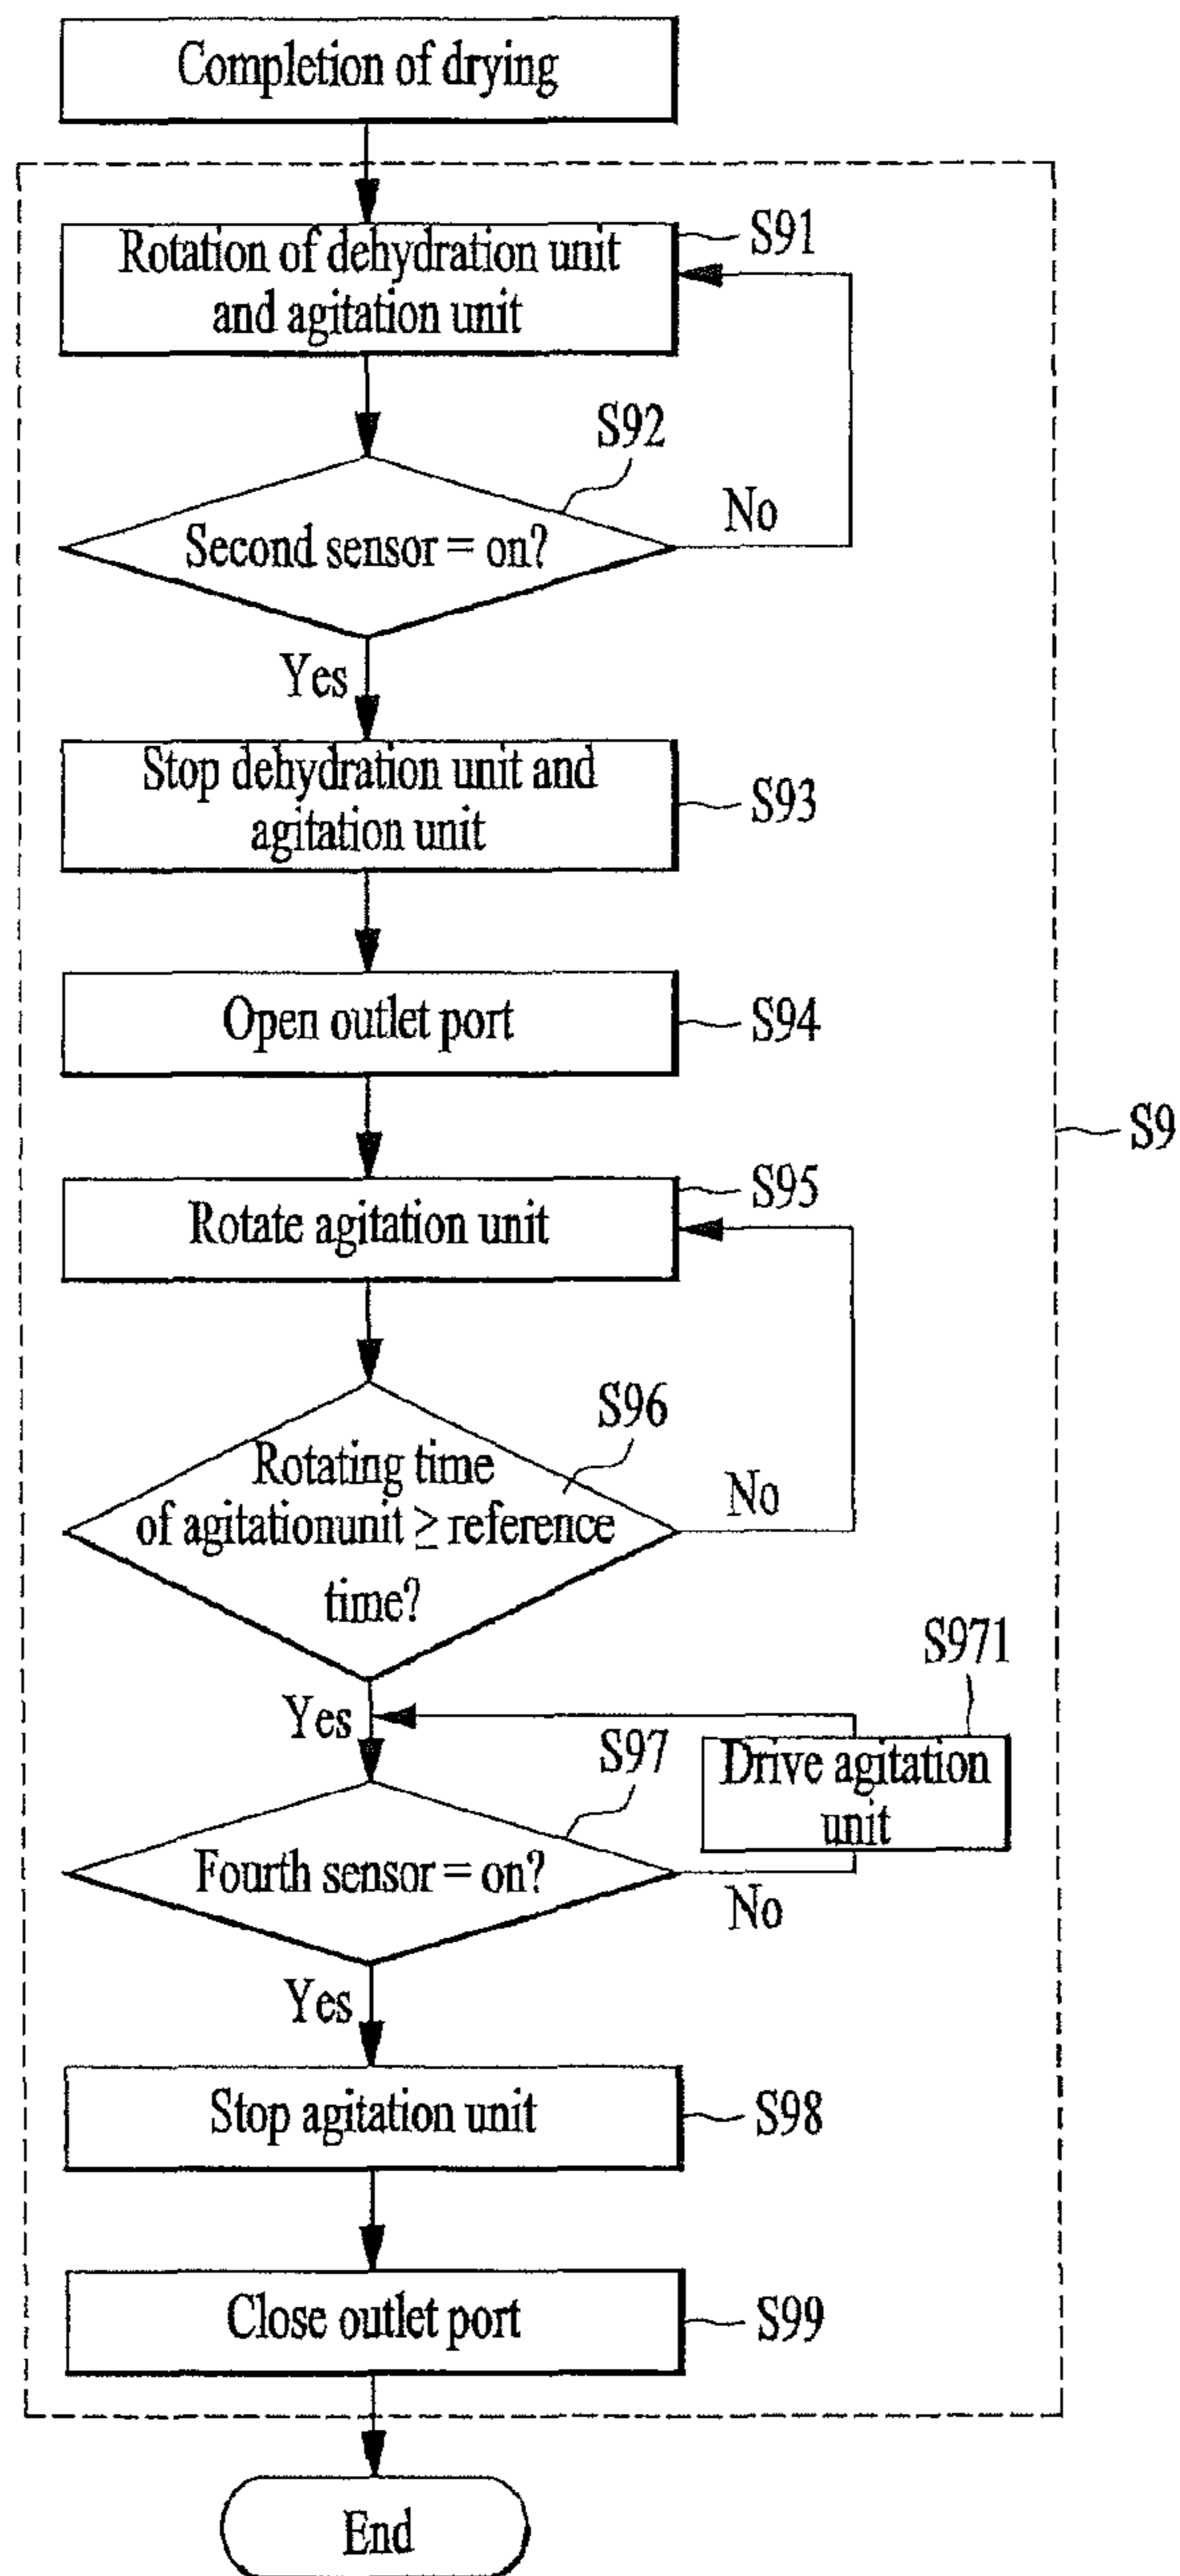 Completion of drying
Rotation of dehydration unit
and agitation unit
S91
S92
Second sensor = on?
No
Yes
Stop dehydration unit and
agitation unit
S93
Open outlet port
S94
S9
Rotate agitation unit
S95
S96
Rotating time
of agitationunit ≥ reference
time?
No
Yes
S971
Drive agitation
unit
S97
Fourth sensor = on?
No
Yes
Stop agitation unit
S98
Close outlet port
S99
End